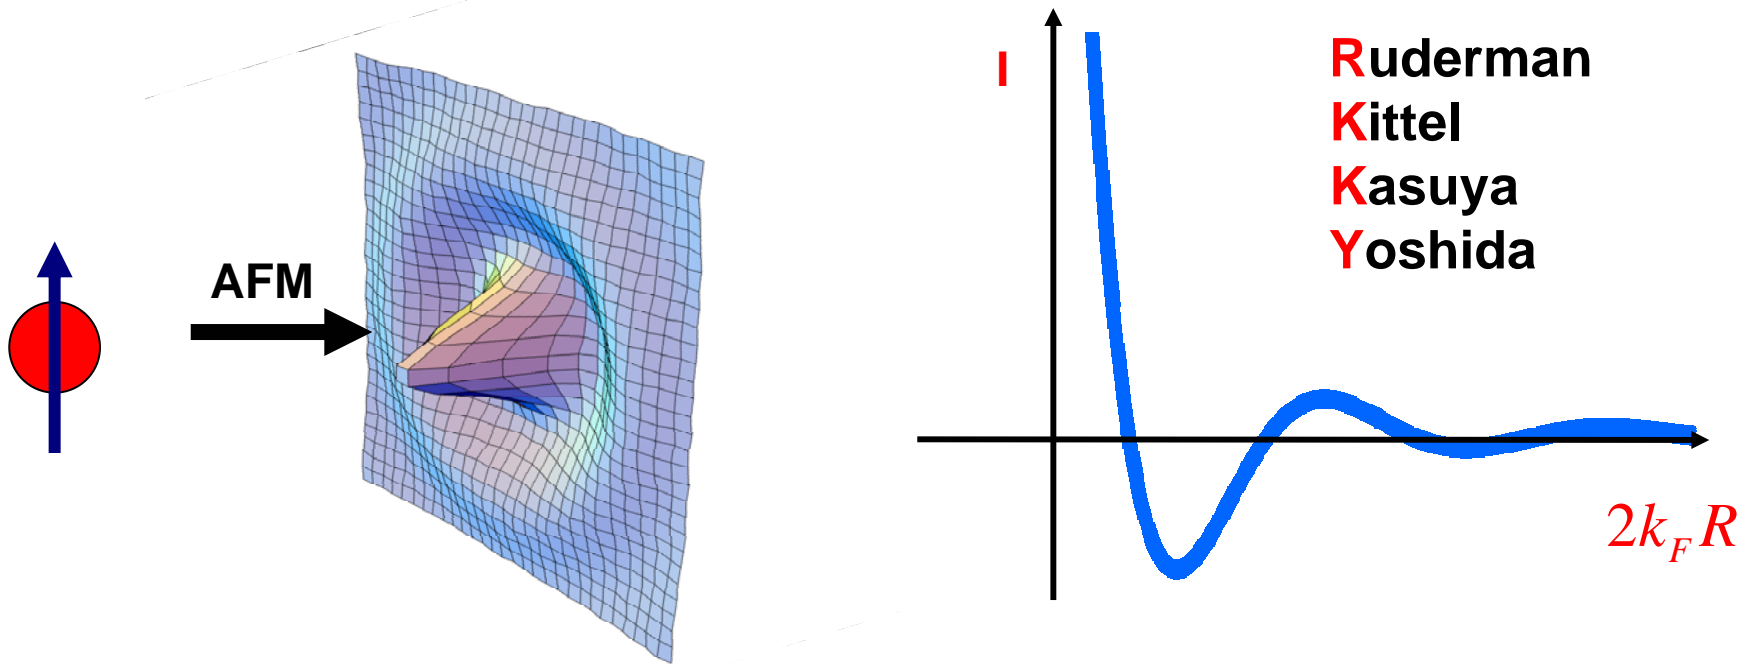 AFM
I
Ruderman
Kittel
Kasuya
Yoshida
2k_F R